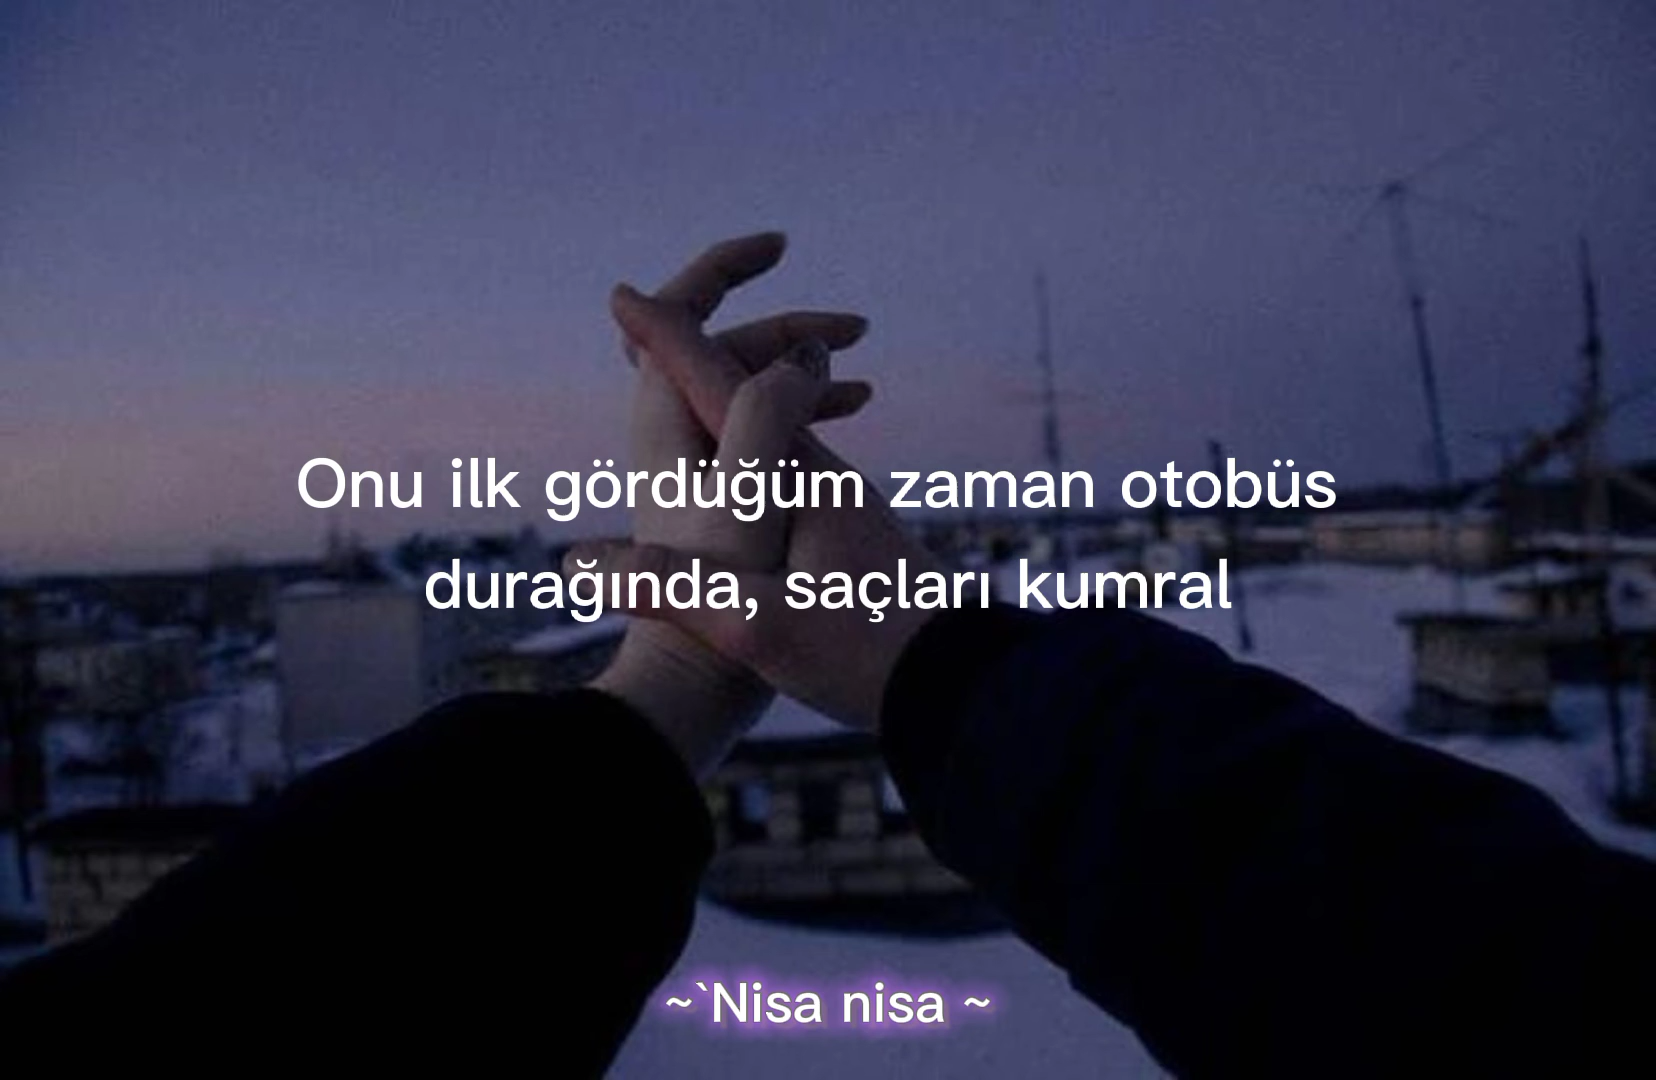 Onu ilk gördüğüm zaman otobüs
durağında, saçları kumral
~`Nisa nisa ~